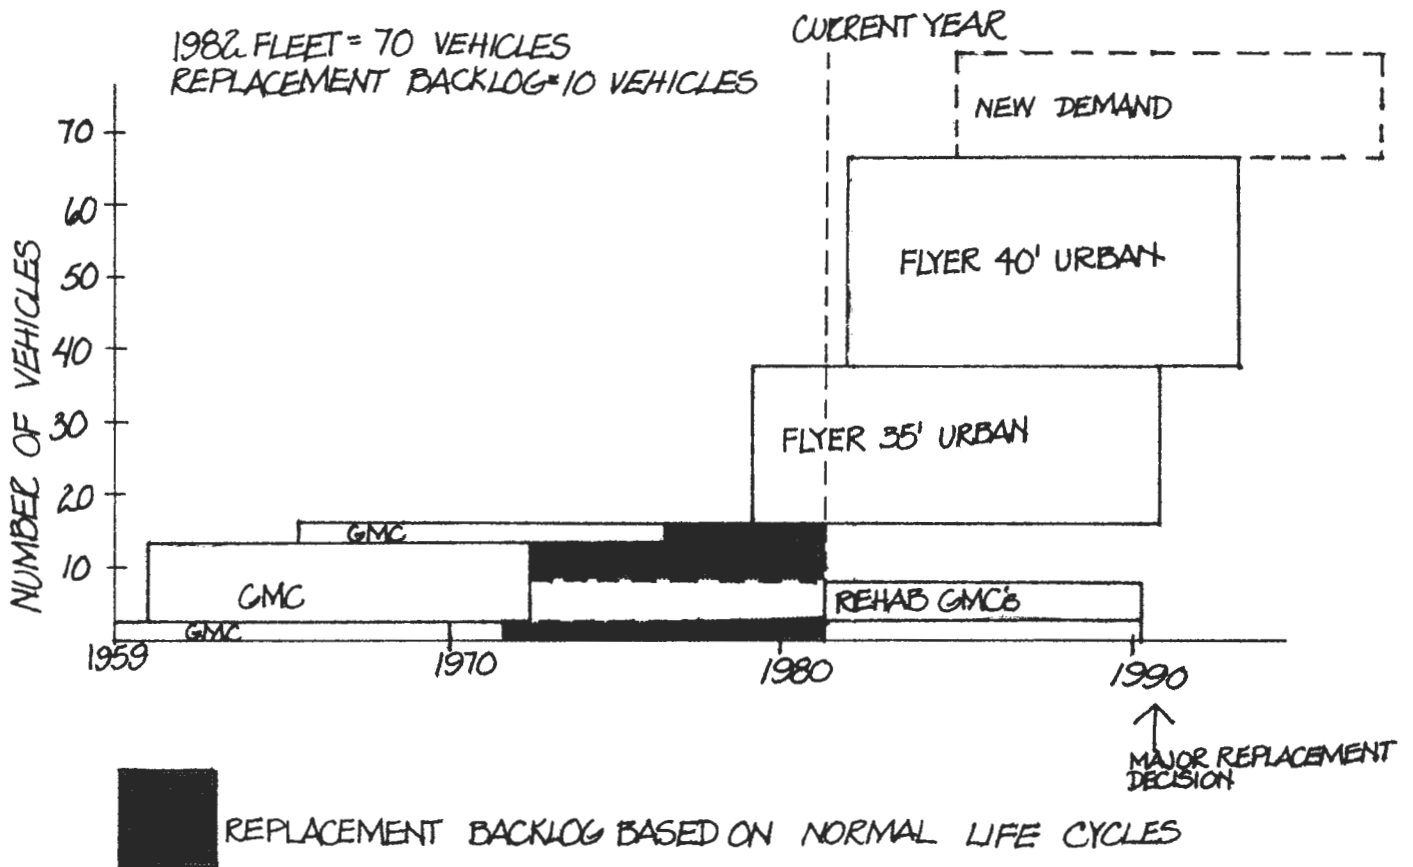 1982 FLEET = 70 VEHICLES
REPLACEMENT BACKLOG=10 VEHICLES
CURRENT YEAR
NEW DEMAND
FLYER 40' URBAN
FLYER 35' URBAN
GMC
GMC
GMC
REHAB GMC'S
NUMBER OF VEHICLES
70
60
50
40
30
20
10
1959
1970
1980
1990
MAJOR REPLACEMENT
DECISION
REPLACEMENT BACKLOG BASED ON NORMAL LIFE CYCLES